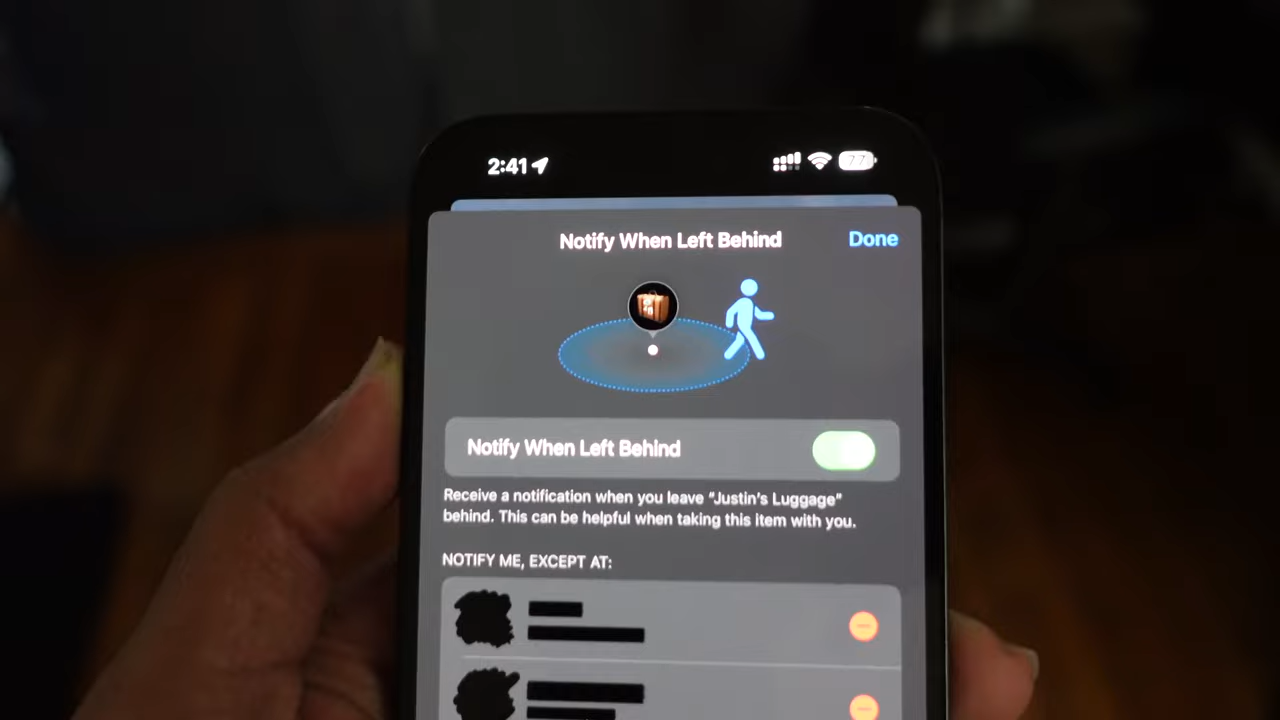 2:41
77
Notify When Left Behind
Done
Notify When Left Behind
Receive a notification when you leave “Justin's Luggage”
behind. This can be helpful when taking this item with you.
NOTIFY ME, EXCEPT AT: